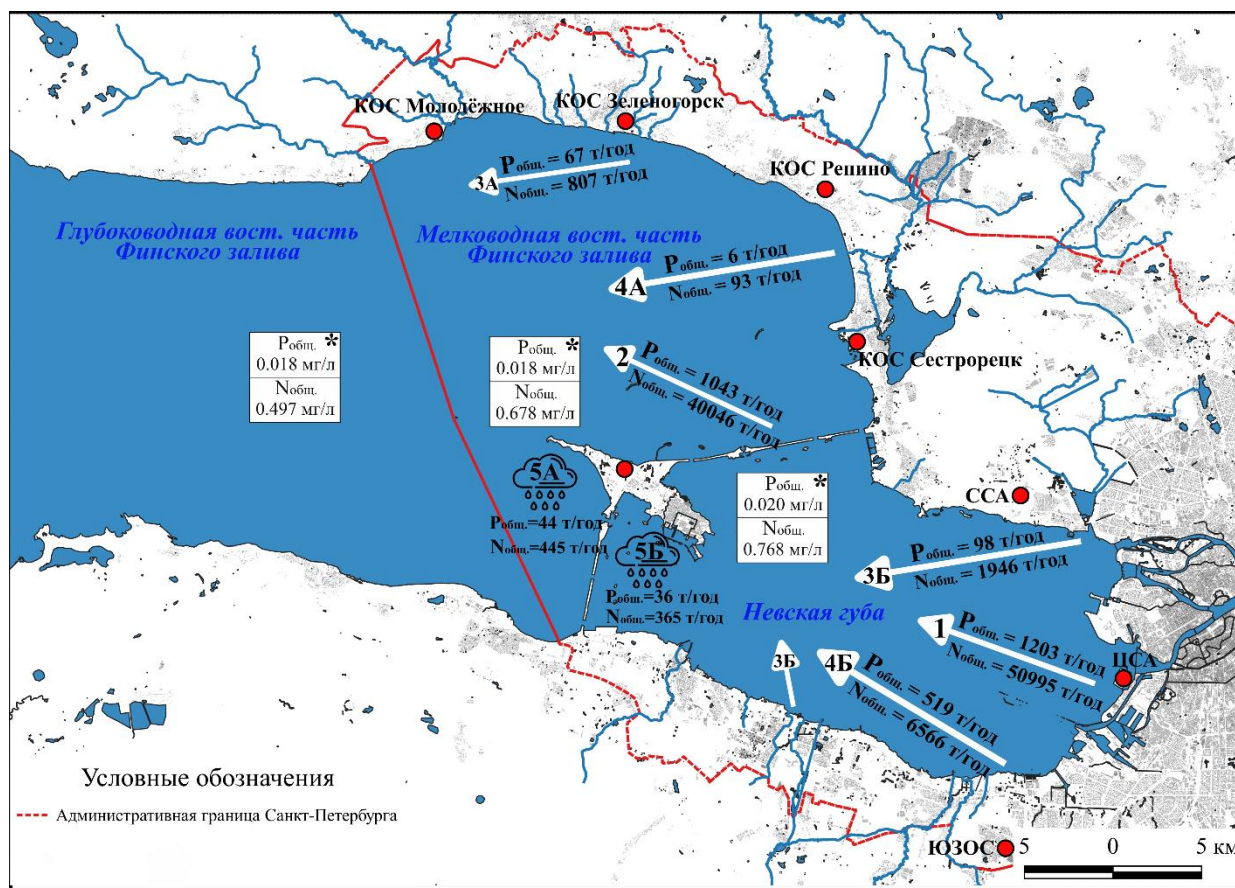 КОС Молодёжное
КОС Зеленогорск
КОС Репино
3А
Pобщ. = 67 т/год
Nобщ. = 807 т/год
Глубоководная вост. часть
Финского залива
Мелководная вост. часть
Финского залива
4А
Pобщ. = 6 т/год
Nобщ. = 93 т/год
КОС Сестрорецк
Pобщ. *
0.018 мг/л
Nобщ.
0.497 мг/л
Pобщ. *
0.018 мг/л
Nобщ.
0.678 мг/л
2
Pобщ. = 1043 т/год
Nобщ. = 40046 т/год
5А
Pобщ.=44 т/год
Nобщ.=445 т/год
5Б
Pобщ.=36 т/год
Nобщ.=365 т/год
Pобщ. *
0.020 мг/л
Nобщ.
0.768 мг/л
ССА
3Б
Pобщ. = 98 т/год
Nобщ. = 1946 т/год
Невская губа
1
Pобщ. = 1203 т/год
Nобщ. = 50995 т/год
ЦСА
3Б
4Б
Pобщ. = 519 т/год
Nобщ. = 6566 т/год
Условные обозначения
Административная граница Санкт-Петербурга
ЮЗОС
5 0 5 км